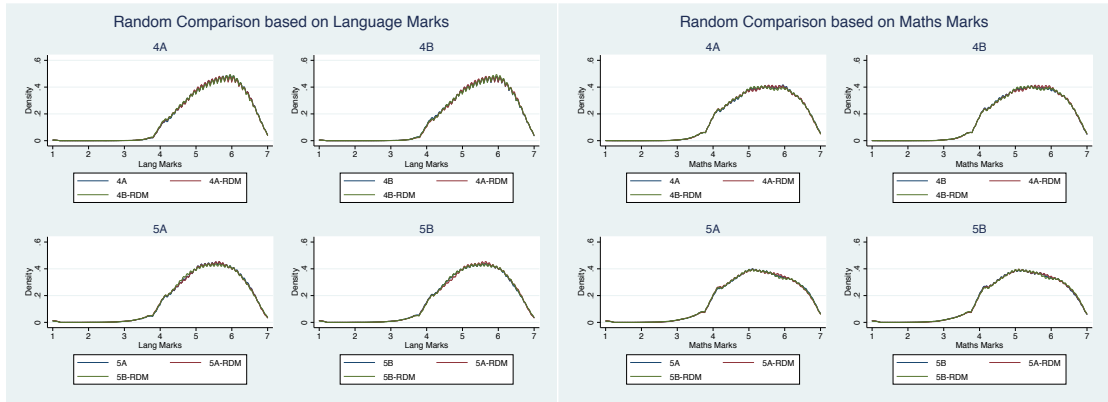 Random Comparison based on Language Marks
4A
Density
0 .2 .4 .6
1 2 3 4 5 6 7
Lang Marks
4A 4A-RDM
4B-RDM
4B
Density
0 .2 .4 .6
1 2 3 4 5 6 7
Lang Marks
4B 4A-RDM
4B-RDM
5A
Density
0 .2 .4 .6
1 2 3 4 5 6 7
Lang Marks
5A 5A-RDM
5B-RDM
5B
Density
0 .2 .4 .6
1 2 3 4 5 6 7
Lang Marks
5B 5A-RDM
5B-RDM
Random Comparison based on Maths Marks
4A
Density
0 .2 .4 .6
1 2 3 4 5 6 7
Maths Marks
4A 4A-RDM
4B-RDM
4B
Density
0 .2 .4 .6
1 2 3 4 5 6 7
Maths Marks
4B 4A-RDM
4B-RDM
5A
Density
0 .2 .4 .6
1 2 3 4 5 6 7
Maths Marks
5A 5A-RDM
5B-RDM
5B
Density
0 .2 .4 .6
1 2 3 4 5 6 7
Maths Marks
5B 5A-RDM
5B-RDM